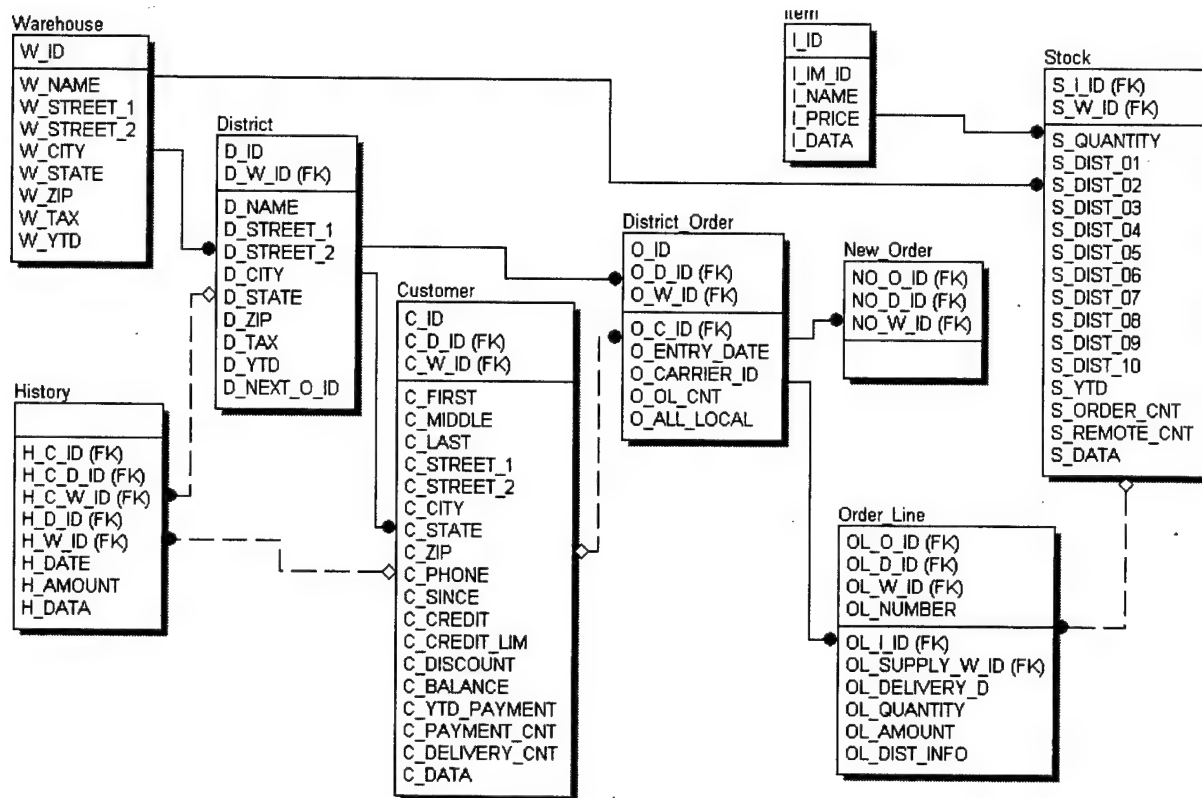 Warehouse
W_ID
W_NAME
W_STREET_1
W_STREET_2
W_CITY
W_STATE
W_ZIP
W_TAX
W_YTD
District
D_ID
D_W_ID (FK)
D_NAME
D_STREET_1
D_STREET_2
D_CITY
D_STATE
D_ZIP
D_TAX
D_YTD
D_NEXT_O_ID
History
H_C_ID (FK)
H_C_D_ID (FK)
H_C_W_ID (FK)
H_D_ID (FK)
H_W_ID (FK)
H_DATE
H_AMOUNT
H_DATA
Customer
C_ID
C_D_ID (FK)
C_W_ID (FK)
C_FIRST
C_MIDDLE
C_LAST
C_STREET_1
C_STREET_2
C_CITY
C_STATE
C_ZIP
C_PHONE
C_SINCE
C_CREDIT
C_CREDIT_LIM
C_DISCOUNT
C_BALANCE
C_YTD_PAYMENT
C_PAYMENT_CNT
C_DELIVERY_CNT
C_DATA
District_Order
O_ID
O_D_ID (FK)
O_W_ID (FK)
O_C_ID (FK)
O_ENTRY_DATE
O_CARRIER_ID
O_OL_CNT
O_ALL_LOCAL
Item
I_ID
I_IM_ID
I_NAME
I_PRICE
I_DATA
New_Order
NO_O_ID (FK)
NO_D_ID (FK)
NO_W_ID (FK)
Stock
S_I_ID (FK)
S_W_ID (FK)
S_QUANTITY
S_DIST_01
S_DIST_02
S_DIST_03
S_DIST_04
S_DIST_05
S_DIST_06
S_DIST_07
S_DIST_08
S_DIST_09
S_DIST_10
S_YTD
S_ORDER_CNT
S_REMOTE_CNT
S_DATA
Order_Line
OL_O_ID (FK)
OL_D_ID (FK)
OL_W_ID (FK)
OL_NUMBER
OL_I_ID (FK)
OL_SUPPLY_W_ID (FK)
OL_DELIVERY_D
OL_QUANTITY
OL_AMOUNT
OL_DIST_INFO